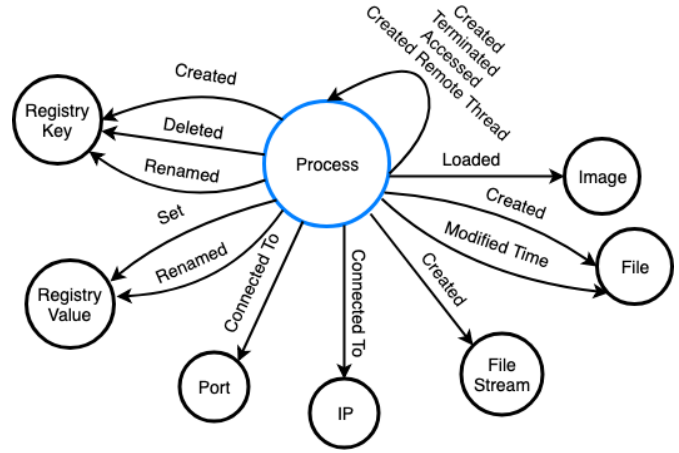 Created
Terminated
Accessed
Created Remote Thread
Created
Registry
Key
Deleted
Renamed
Process
Loaded
Image
Created
Set
Modified Time
File
Renamed
Registry
Value
Connected To
Connected To
Created
File
Stream
Port
IP